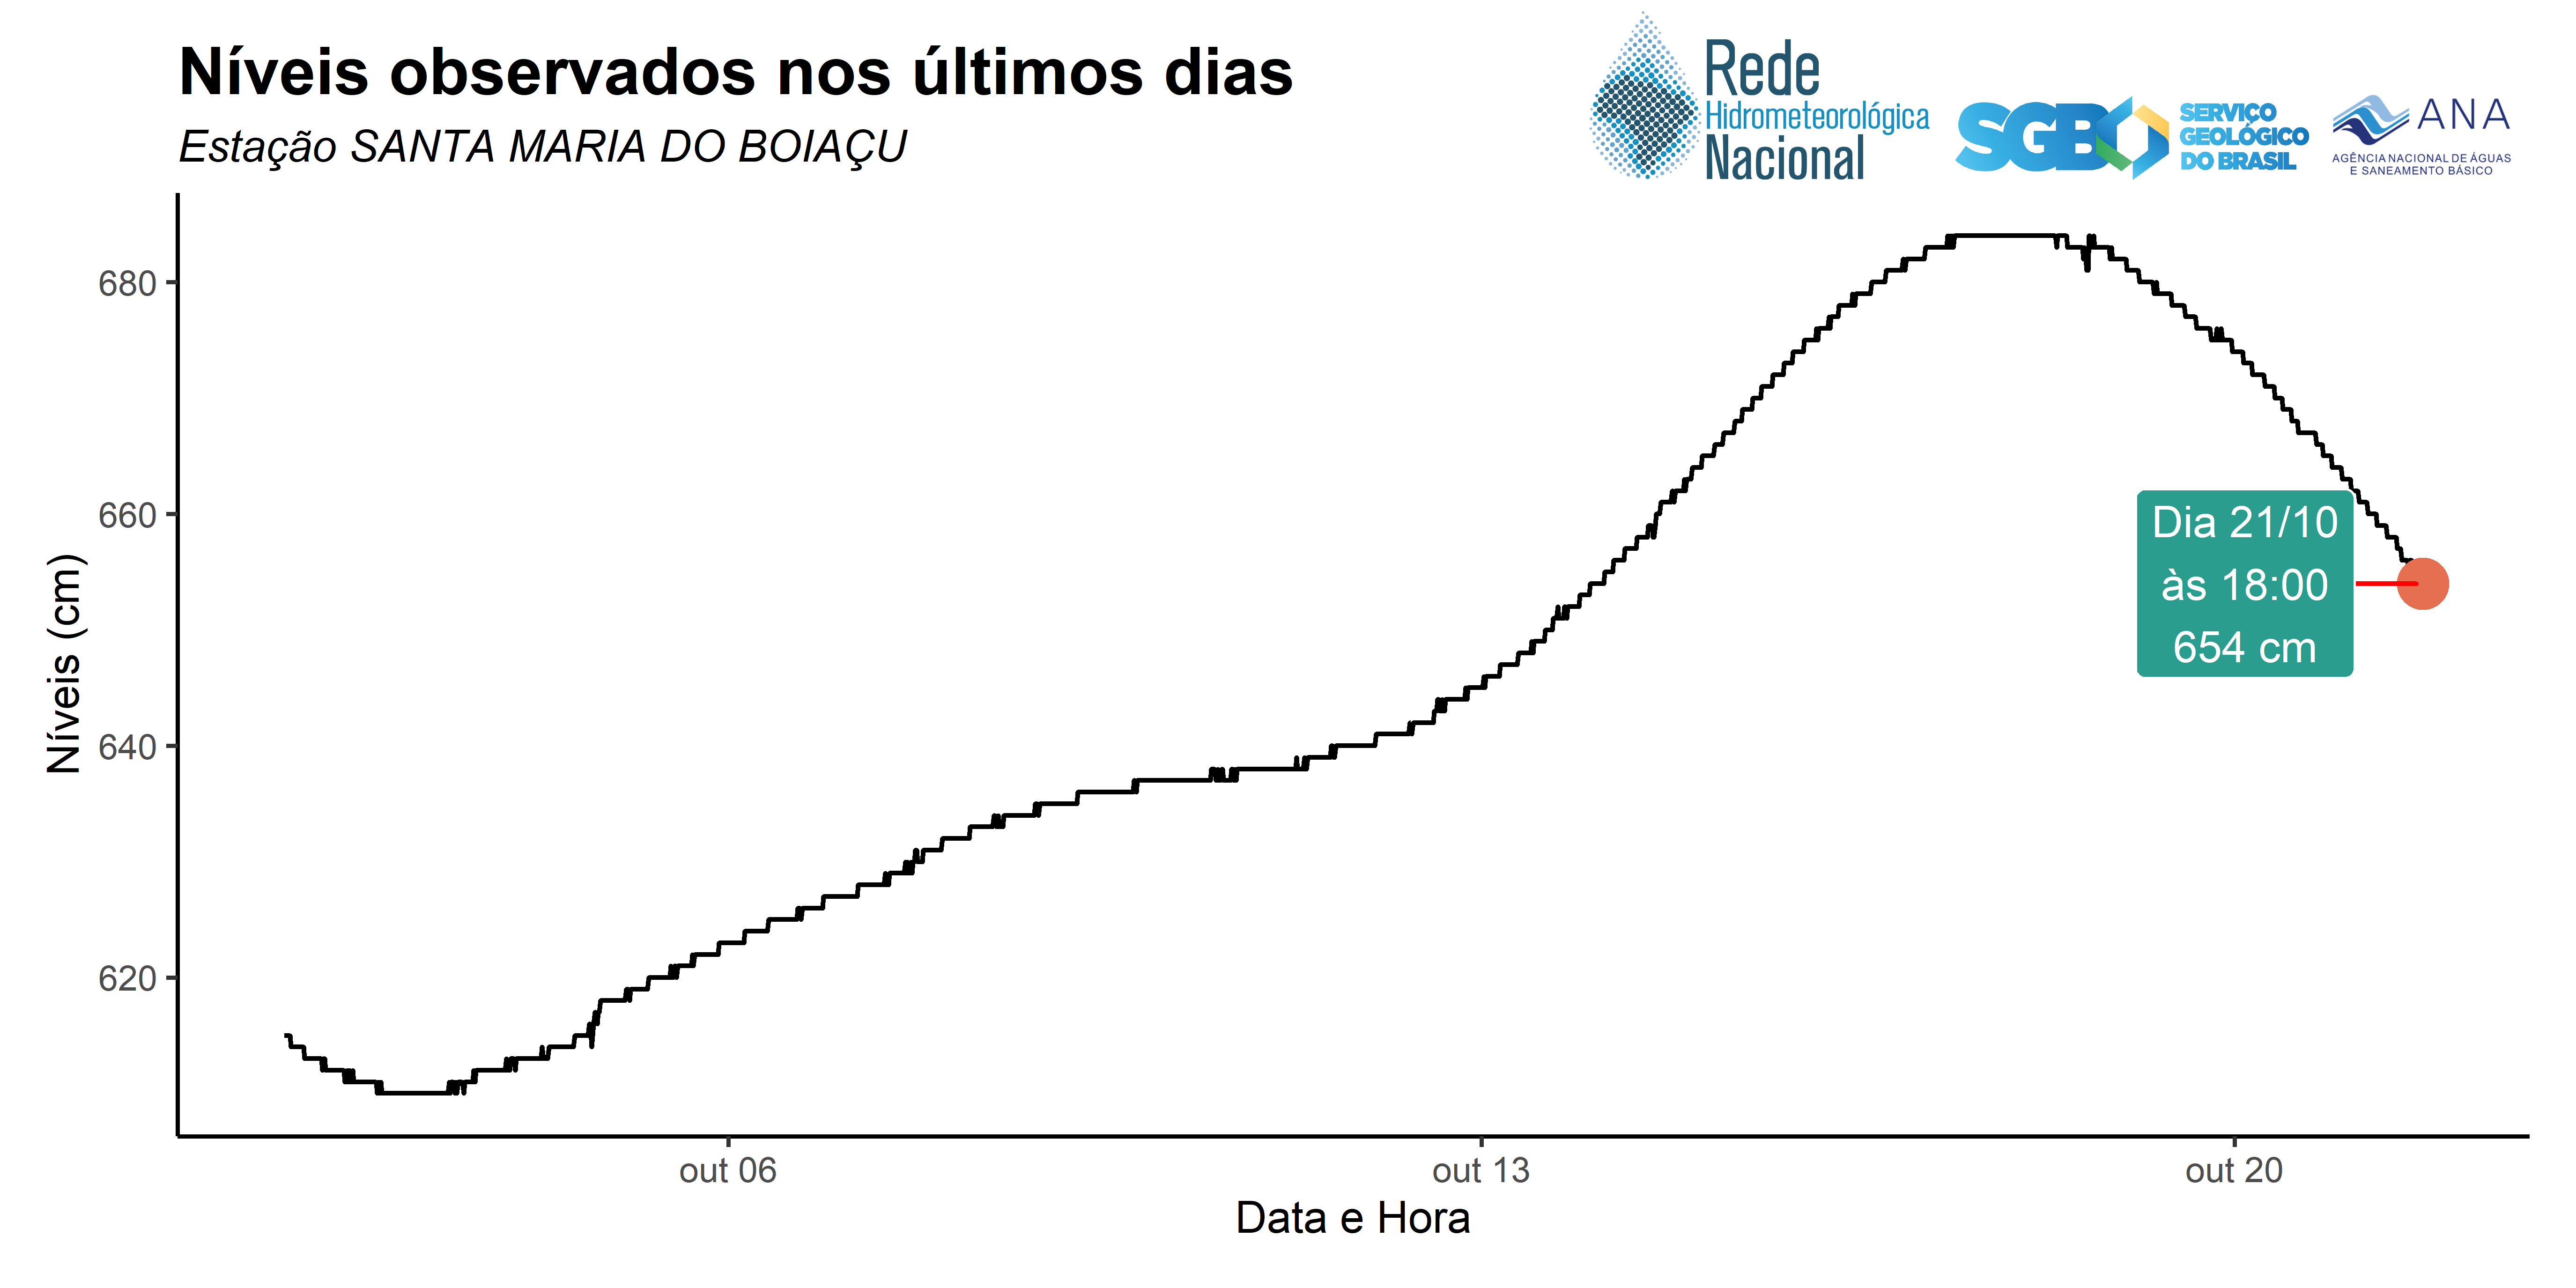 Níveis observados nos últimos dias
Estação SANTA MARIA DO BOIAÇU
Rede
Hidrometeorológica
Nacional
SGB
SERVIÇO
GEOLÓGICO
DO BRASIL
ANA
AGÊNCIA NACIONAL DE ÁGUAS
E SANEAMENTO BÁSICO
Níveis (cm)
680
660
640
620
Dia 21/10
às 18:00
654 cm
out 06
out 13
out 20
Data e Hora